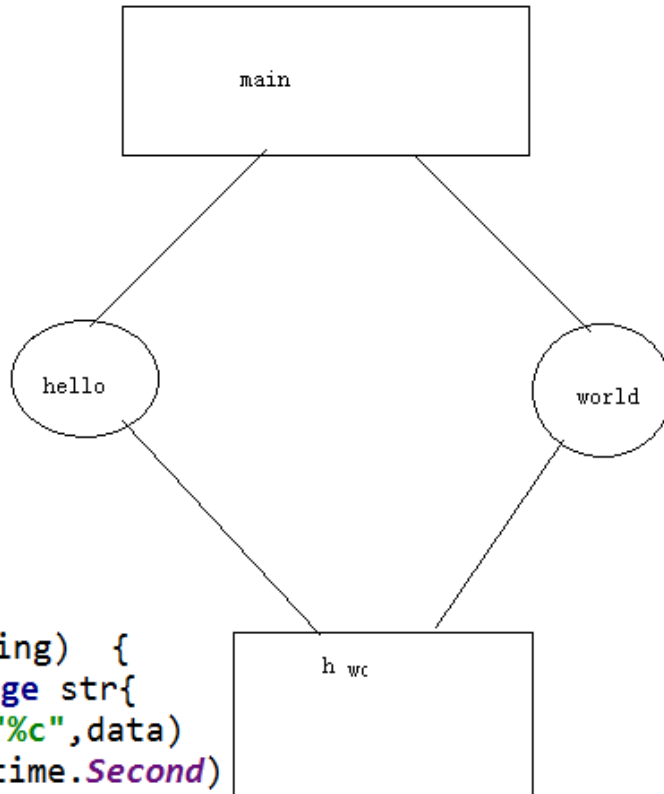 main
hello
world
h wc
ing) {
ge str{
"%c",data)
time.Second)